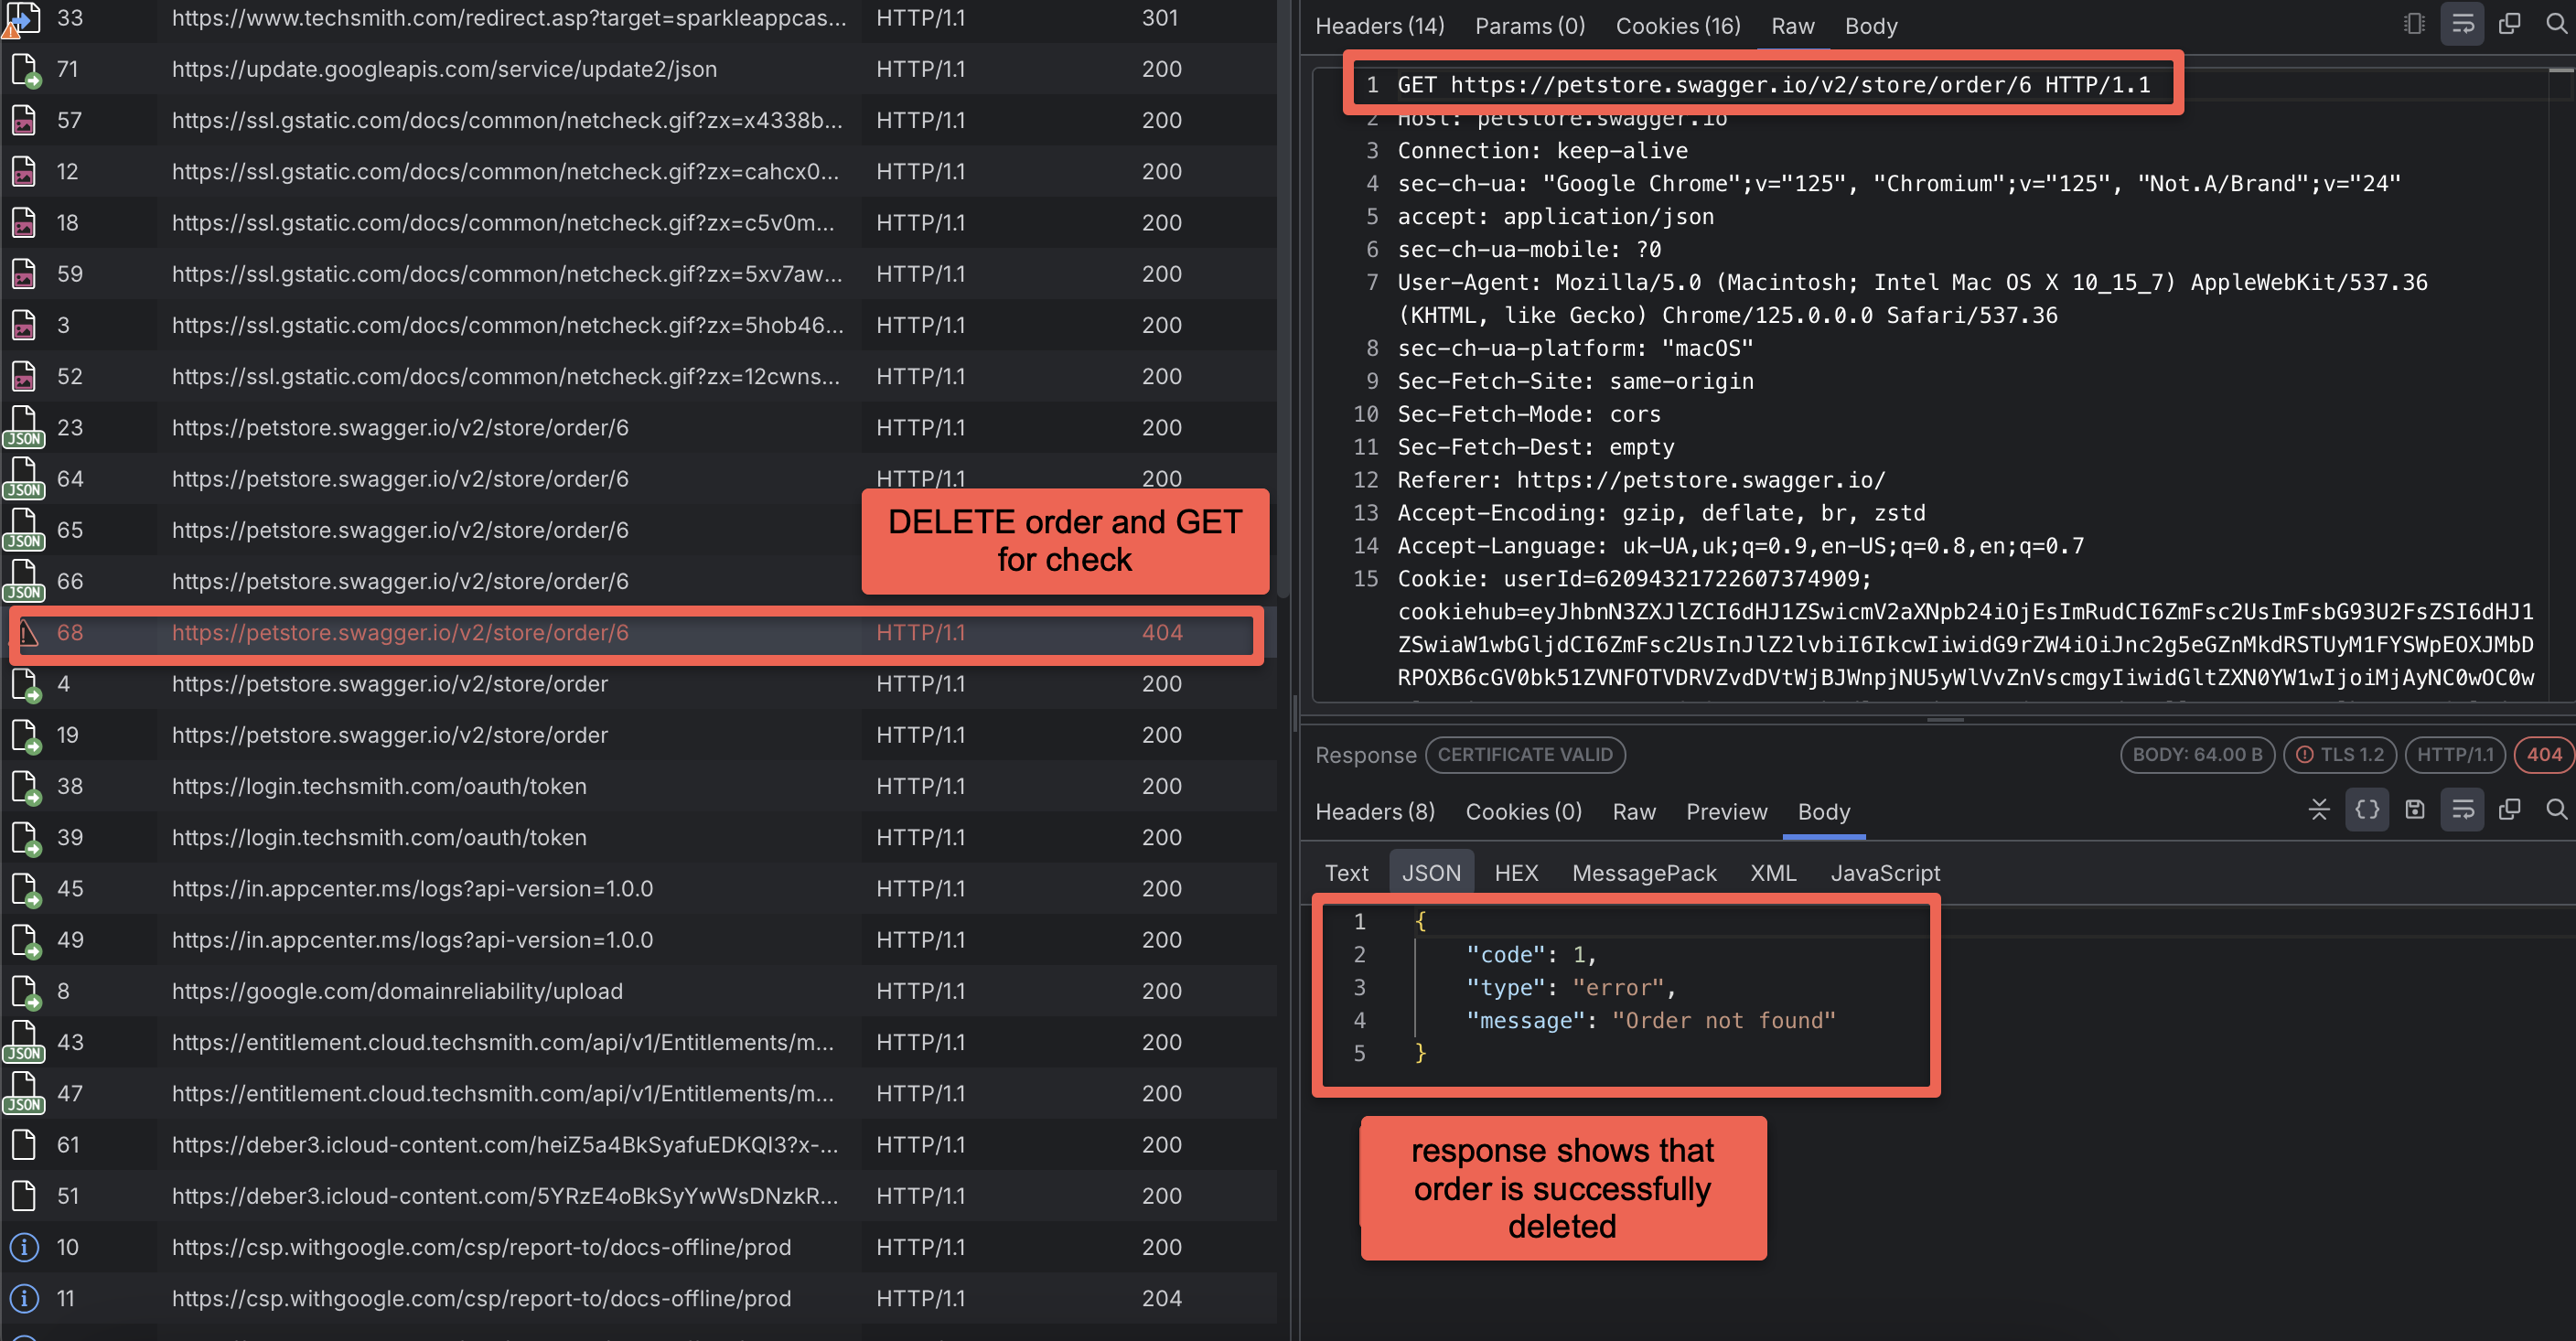 33 https://www.techsmith.com/redirect.asp?target=sparkleappcas... HTTP/1.1 301
71 https://update.googleapis.com/service/update2/json HTTP/1.1 200
57 https://ssl.gstatic.com/docs/common/netcheck.gif?zx=x4338b... HTTP/1.1 200
12 https://ssl.gstatic.com/docs/common/netcheck.gif?zx=cahcx0... HTTP/1.1 200
18 https://ssl.gstatic.com/docs/common/netcheck.gif?zx=c5v0m... HTTP/1.1 200
59 https://ssl.gstatic.com/docs/common/netcheck.gif?zx=5xv7aw... HTTP/1.1 200
3 https://ssl.gstatic.com/docs/common/netcheck.gif?zx=5hob46... HTTP/1.1 200
52 https://ssl.gstatic.com/docs/common/netcheck.gif?zx=12cwns... HTTP/1.1 200
JSON 23 https://petstore.swagger.io/v2/store/order/6 HTTP/1.1 200
JSON 64 https://petstore.swagger.io/v2/store/order/6 HTTP/1.1 200
JSON 65 https://petstore.swagger.io/v2/store/order/6
JSON 66 https://petstore.swagger.io/v2/store/order/6
DELETE order and GET
for check
68 https://petstore.swagger.io/v2/store/order/6 HTTP/1.1 404
4 https://petstore.swagger.io/v2/store/order HTTP/1.1 200
19 https://petstore.swagger.io/v2/store/order HTTP/1.1 200
38 https://login.techsmith.com/oauth/token HTTP/1.1 200
39 https://login.techsmith.com/oauth/token HTTP/1.1 200
45 https://in.appcenter.ms/logs?api-version=1.0.0 HTTP/1.1 200
49 https://in.appcenter.ms/logs?api-version=1.0.0 HTTP/1.1 200
8 https://google.com/domainreliability/upload HTTP/1.1 200
JSON 43 https://entitlement.cloud.techsmith.com/api/v1/Entitlements/m... HTTP/1.1 200
JSON 47 https://entitlement.cloud.techsmith.com/api/v1/Entitlements/m... HTTP/1.1 200
61 https://deber3.icloud-content.com/heiZ5a4BkSyafuEDKQI3?x-... HTTP/1.1 200
51 https://deber3.icloud-content.com/5YRzE4oBkSyYwWsDNzkR... HTTP/1.1 200
10 https://csp.withgoogle.com/csp/report-to/docs-offline/prod HTTP/1.1 200
11 https://csp.withgoogle.com/csp/report-to/docs-offline/prod HTTP/1.1 204
Headers (14) Params (0) Cookies (16) Raw Body
1 GET https://petstore.swagger.io/v2/store/order/6 HTTP/1.1
2 Host: petstore.swagger.io
3 Connection: keep-alive
4 sec-ch-ua: "Google Chrome";v="125", "Chromium";v="125", "Not.A/Brand";v="24"
5 accept: application/json
6 sec-ch-ua-mobile: ?0
7 User-Agent: Mozilla/5.0 (Macintosh; Intel Mac OS X 10_15_7) AppleWebKit/537.36
(KHTML, like Gecko) Chrome/125.0.0.0 Safari/537.36
8 sec-ch-ua-platform: "macOS"
9 Sec-Fetch-Site: same-origin
10 Sec-Fetch-Mode: cors
11 Sec-Fetch-Dest: empty
12 Referer: https://petstore.swagger.io/
13 Accept-Encoding: gzip, deflate, br, zstd
14 Accept-Language: uk-UA,uk;q=0.9,en-US;q=0.8,en;q=0.7
15 Cookie: userId=62094321722607374909;
cookiehub=eyJhbnN3ZXJlZCI6dHJ1ZSwicmV2aXNpb24iOjEsImRudCI6ZmFsc2UsImFsbG93U2FsZSI6dHJ1
ZSwiaW1wbGljdCI6ZmFsc2UsInJlZ2lvbiI6IkcwIiwidG9rZW4iOiJnc2g5eGZnMkdRSTUyM1FYSWpEOXJMbD
RPOXB6cGV0bk51ZVNFOTVDRVZvdDVtWjBJWnpjNU5yWlVvZnVscmgyIiwidGltZXN0YW1wIjoiMjAyNC0wOC0w
Response CERTIFICATE VALID BODY: 64.00 B TLS 1.2 HTTP/1.1 404
Headers (8) Cookies (0) Raw Preview Body
Text JSON HEX MessagePack XML JavaScript
1 {
2 "code": 1,
3 "type": "error",
4 "message": "Order not found"
5 }
response shows that
order is successfully
deleted